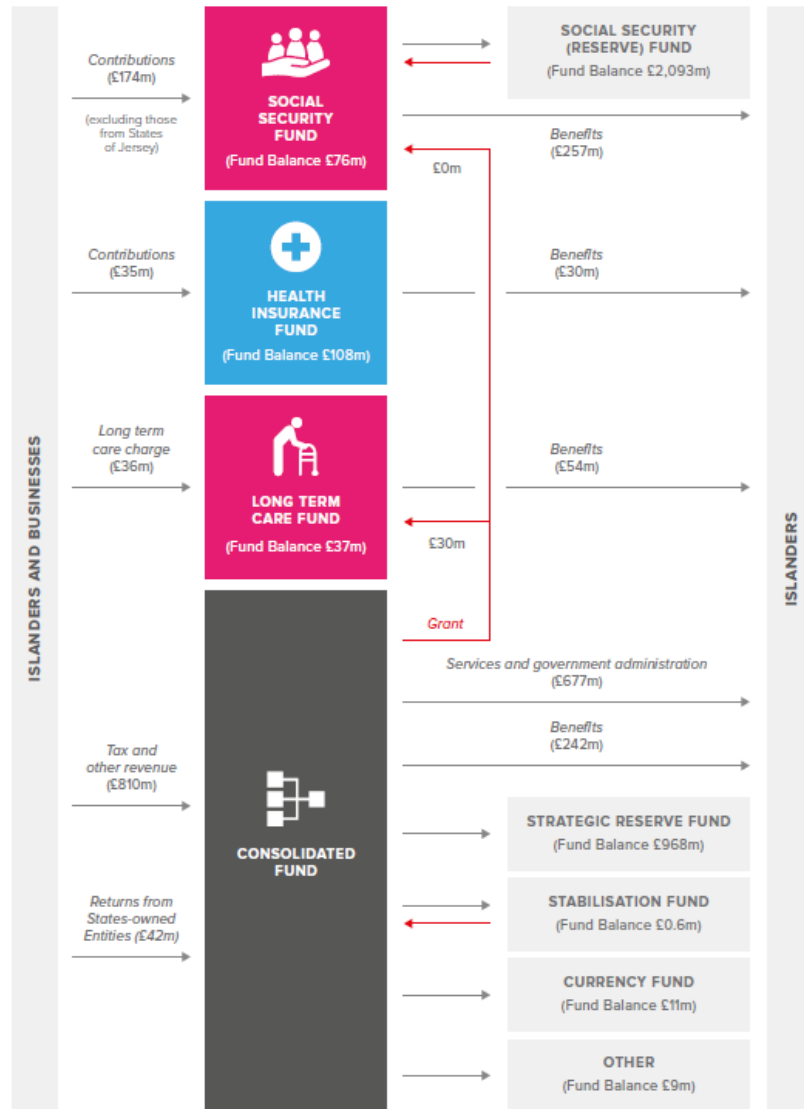 ISLANDERS AND BUSINESSES
Contributions
(£174m)
(excluding those
from States
of Jersey)
SOCIAL
SECURITY
FUND
(Fund Balance £76m)
SOCIAL SECURITY
(RESERVE) FUND
(Fund Balance £2,093m)
Benefits
(£257m)
£0m
Contributions
(£35m)
HEALTH
INSURANCE
FUND
(Fund Balance £108m)
Benefits
(£30m)
Long term
care charge
(£36m)
LONG TERM
CARE FUND
(Fund Balance £37m)
Benefits
(£54m)
£30m
Grant
Services and government administration
(£677m)
Benefits
(£242m)
Tax and
other revenue
(£810m)
CONSOLIDATED
FUND
Returns from
States-owned
Entities (£42m)
STRATEGIC RESERVE FUND
(Fund Balance £968m)
STABILISATION FUND
(Fund Balance £0.6m)
CURRENCY FUND
(Fund Balance £11m)
OTHER
(Fund Balance £9m)
ISLANDERS